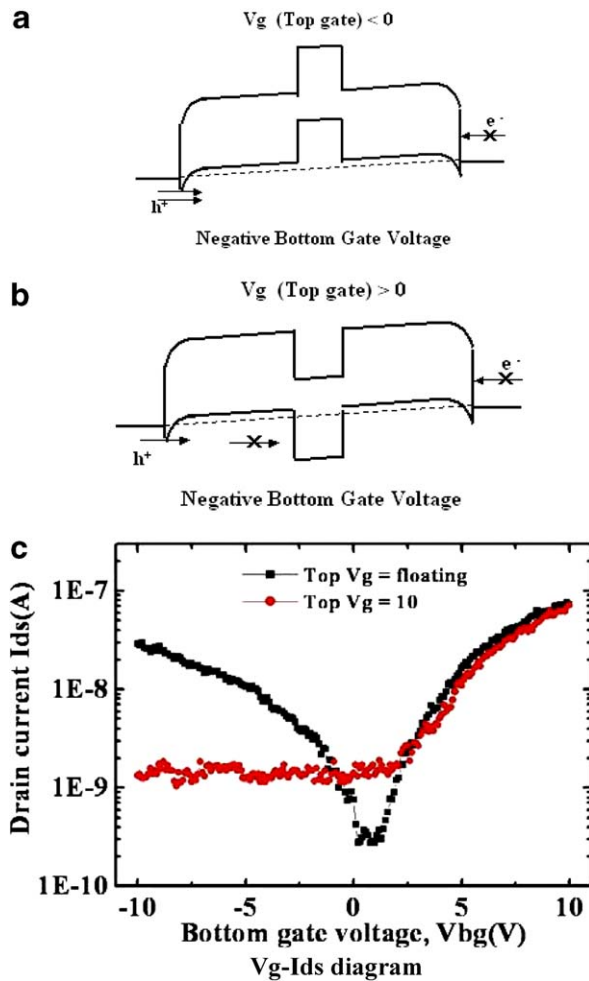 a
Vg (Top gate) < 0
e-
h+
Negative Bottom Gate Voltage
b
Vg (Top gate) > 0
e-
h+
Negative Bottom Gate Voltage
c
Top Vg = floating
Top Vg = 10
1E-7
1E-8
1E-9
1E-10
Drain current Ids(A)
-10 -5 0 5 10
Bottom gate voltage, Vbg(V)
Vg-Ids diagram